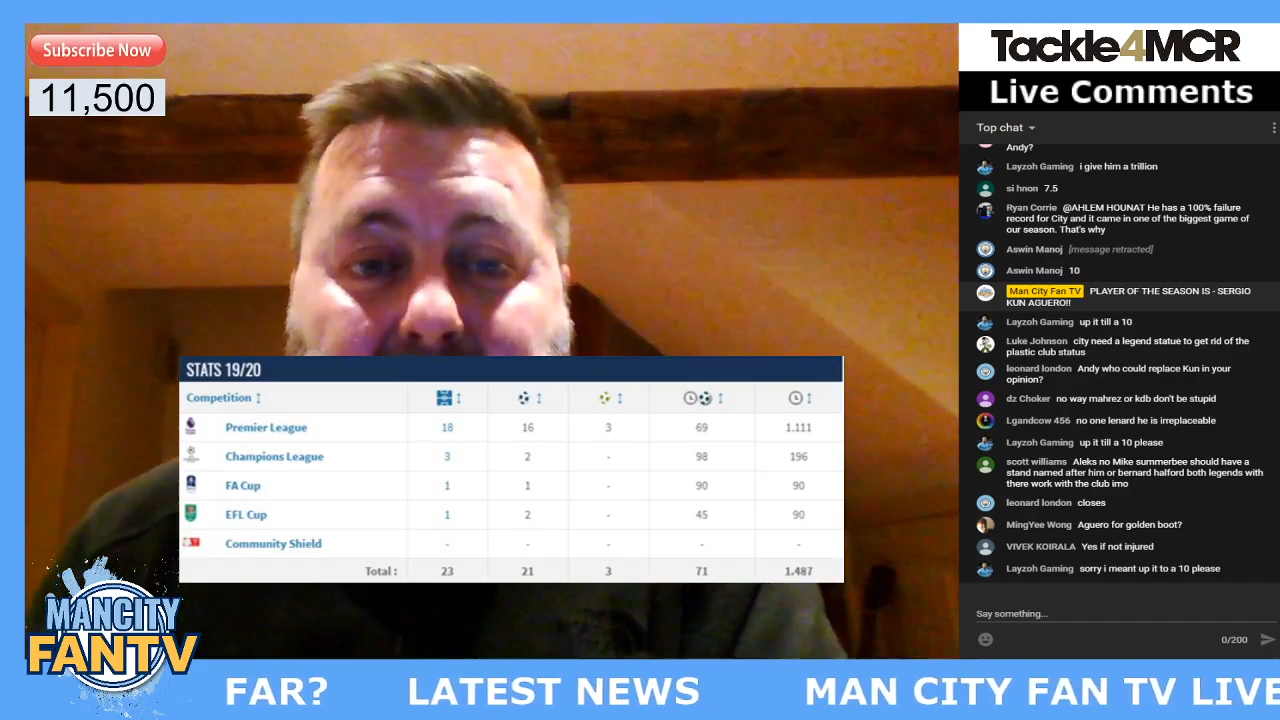 Subscribe Now
11,500
Tackle4MCR
Live Comments
Top chat
Andy?
Layzoh Gaming i give him a trillion
si hnon 7.5
Ryan Corrie @AHLEM HOUNAT He has a 100% failure
record for City and it came in one of the biggest game of
our season. That's why
Aswin Manoj [message retracted]
Aswin Manoj 10
Man City Fan TV PLAYER OF THE SEASON IS - SERGIO
KUN AGUERO!!
Layzoh Gaming up it till a 10
Luke Johnson city need a legend statue to get rid of the
plastic club status
leonard london Andy who could replace Kun in your
opinion?
dz Choker no way mahrez or kdb don't be stupid
Lgandcow 456 no one lenard he is irreplaceable
Layzoh Gaming up it till a 10 please
scott williams Aleks no Mike summerbee should have a
stand named after him or bernard halford both legends with
there work with the club imo
leonard london closes
MingYee Wong Aguero for golden boot?
VIVEK KOIRALA Yes if not injured
Layzoh Gaming sorry i meant up it to a 10 please
Say something...
0/200
STATS 19/20
Competition
Premier League 18 16 3 69 1.111
Champions League 3 2 - 98 196
FA Cup 1 1 - 90 90
EFL Cup 1 2 - 45 90
Community Shield - - - - -
Total : 23 21 3 71 1.487
MANCITY
FANTV
FAR? LATEST NEWS MAN CITY FAN TV LIVE